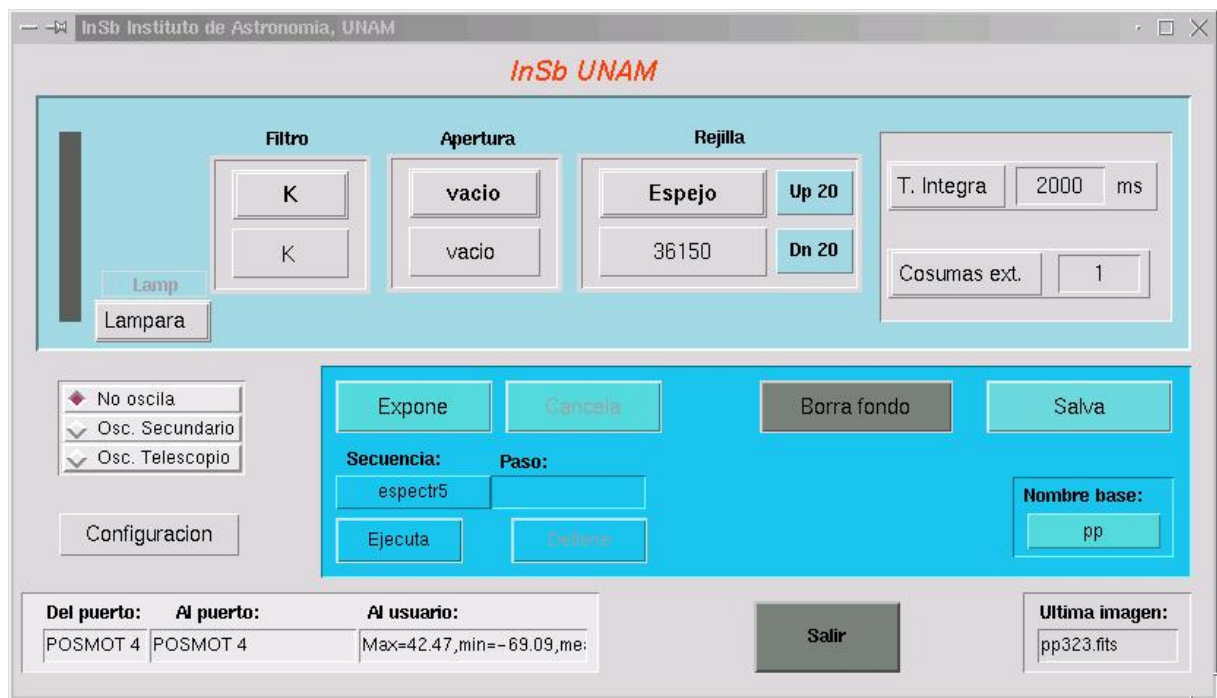 InSb Instituto de Astronomia, UNAM
InSb UNAM
Filtro Apertura Rejilla
K vacio Espejo Up 20 T. Integra 2000 ms
K vacio 36150 Dn 20
Cosumas ext. 1
Lamp
Lampara
No oscila
Osc. Secundario
Osc. Telescopio
Configuracion
Expone Cancela Borra fondo Salva
Secuencia: Paso:
espectr5
Ejecuta Detiene
Nombre base:
pp
Del puerto: Al puerto: Al usuario:
POSMOT 4 POSMOT 4 Max=42.47,min=-69.09,me
Salir
Ultima imagen:
pp323.fits